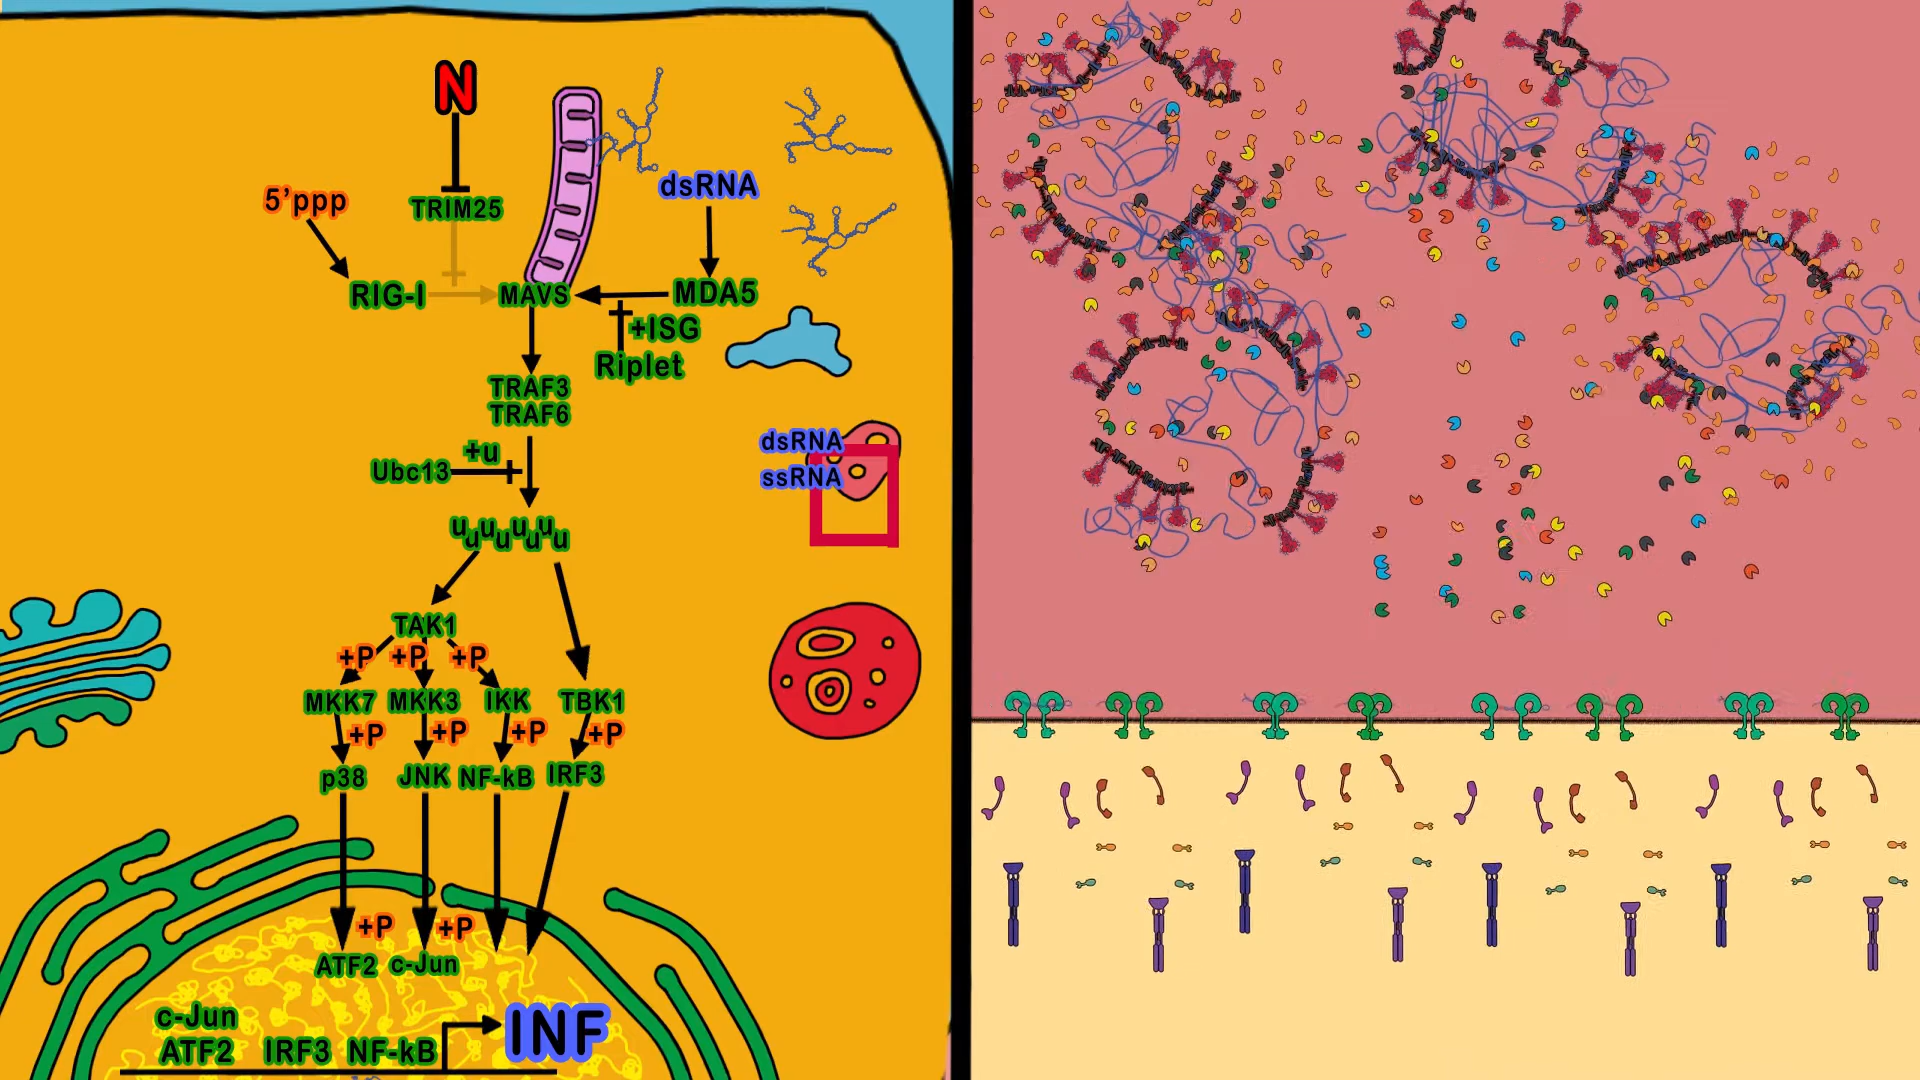 N
5’ppp
TRIM25
dsRNA
RIG-I
MAVS
MDA5
+ISG
Riplet
TRAF3
TRAF6
+u
Ubc13
dsRNA
ssRNA
uuuuuuuu
TAK1
+P +P +P
MKK7 MKK3 IKK TBK1
+P +P +P +P
p38 JNK NF-kB IRF3
+P +P
ATF2 c-Jun
c-Jun
ATF2 IRF3 NF-kB
INF